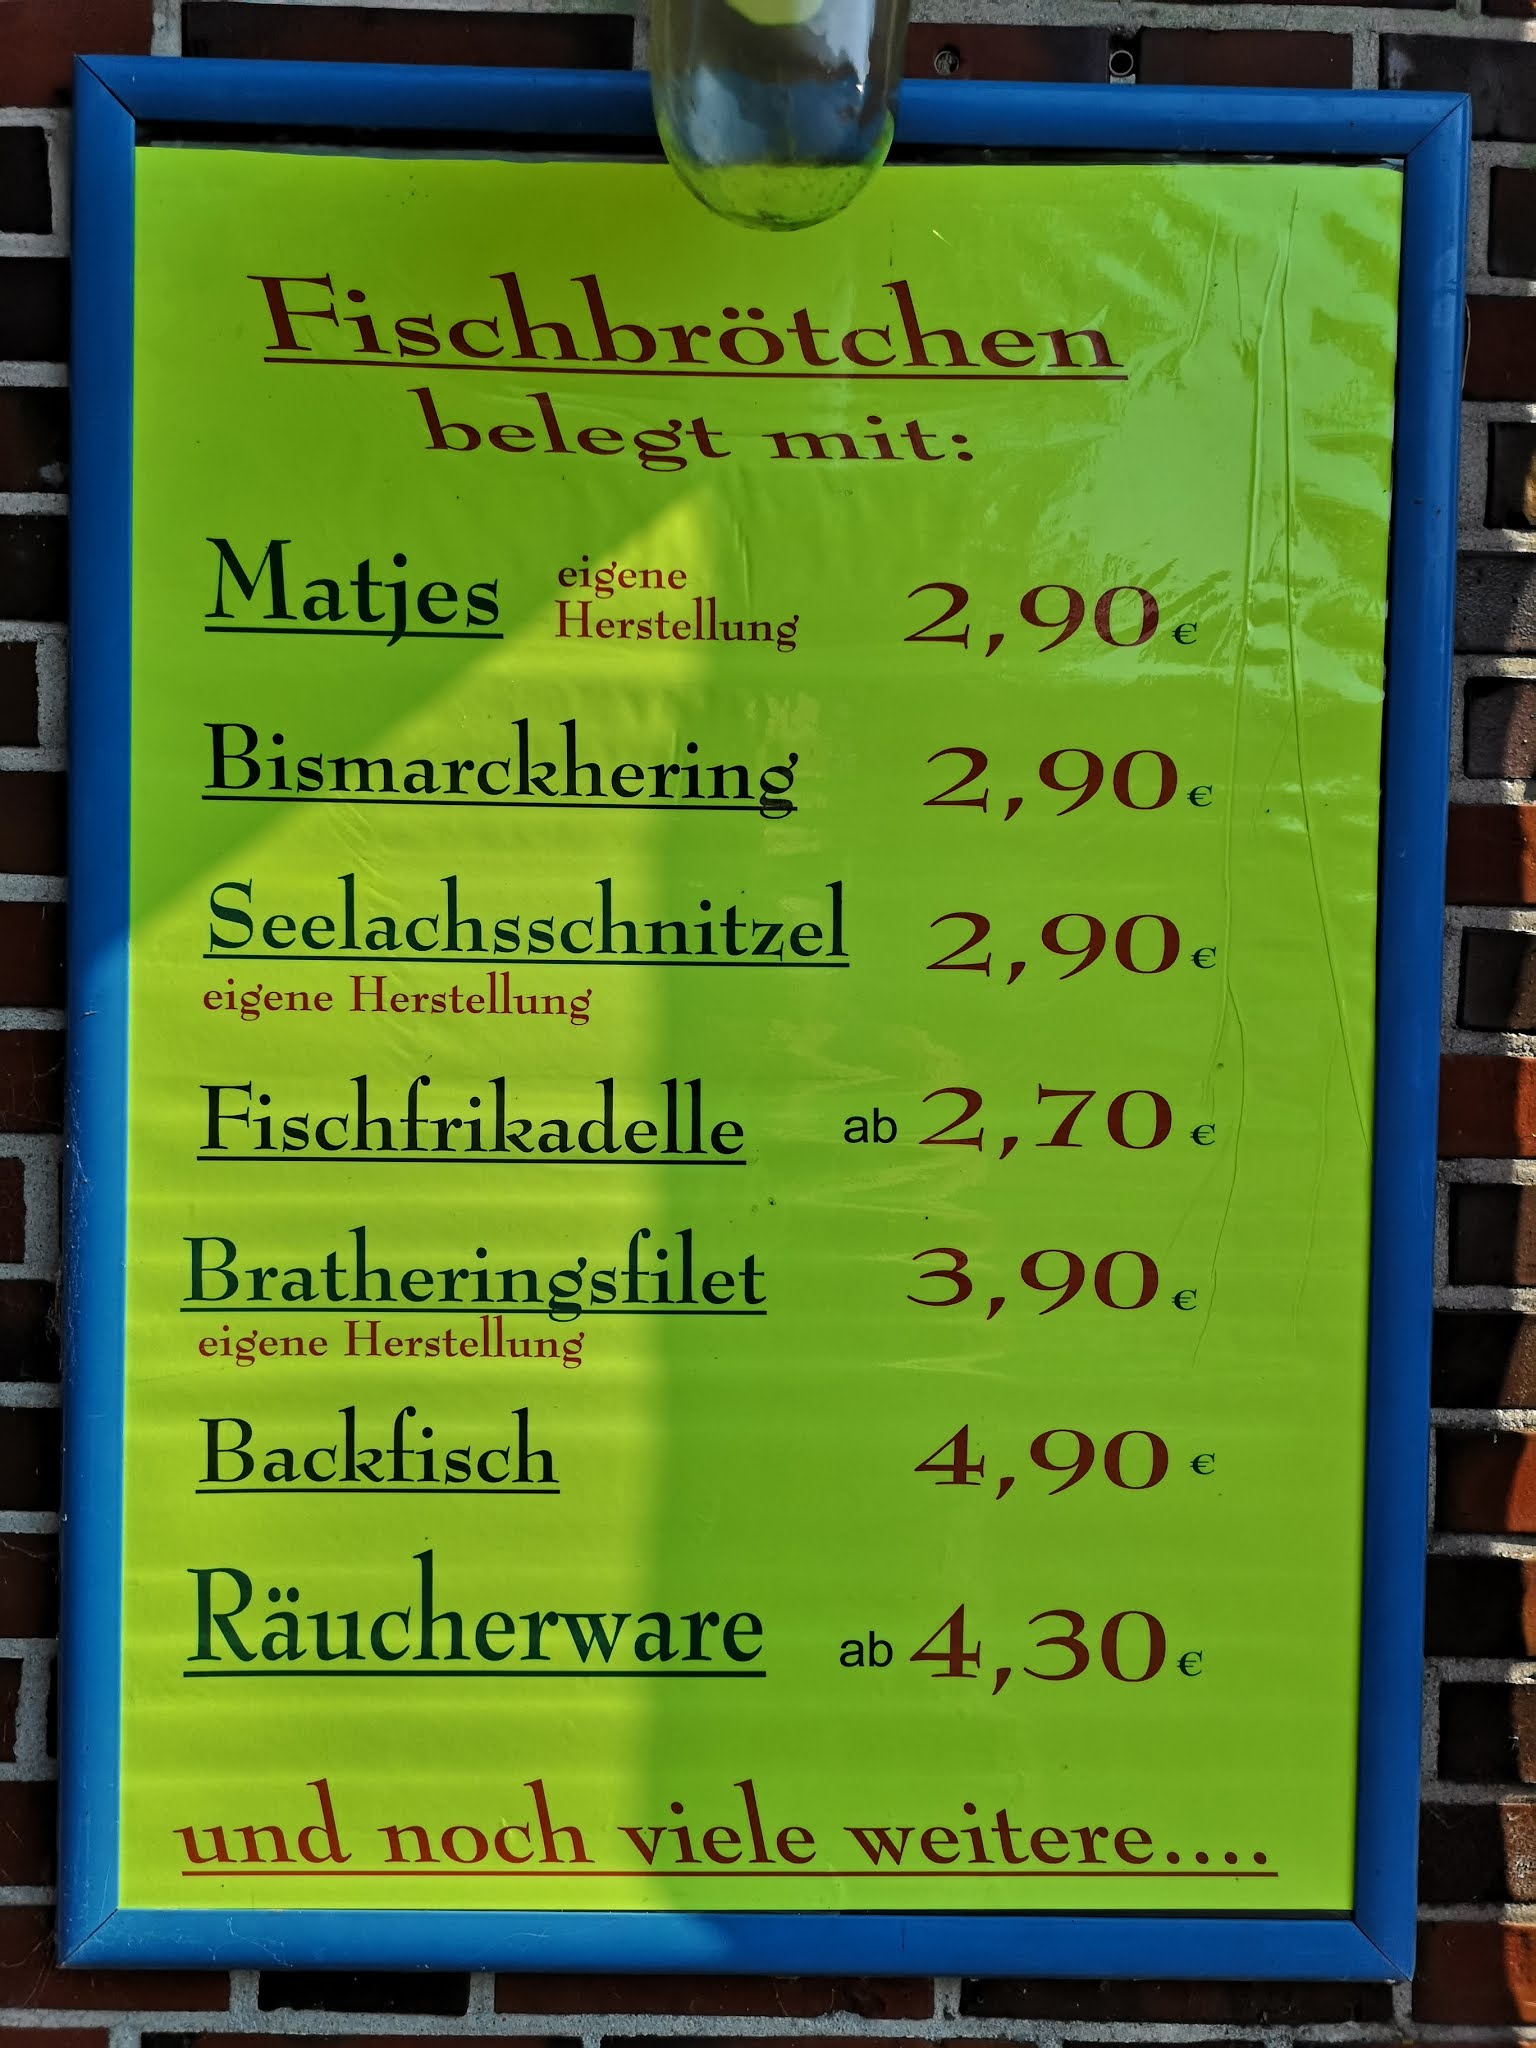 Fischbrötchen
belegt mit:
Matjes eigene Herstellung 2,90 €
Bismarckhering 2,90 €
Seelachsschnitzel 2,90 €
eigene Herstellung
Fischfrikadelle ab 2,70 €
Bratheringsfilet 3,90 €
eigene Herstellung
Backfisch 4,90 €
Räucherware ab 4,30 €
und noch viele weitere....